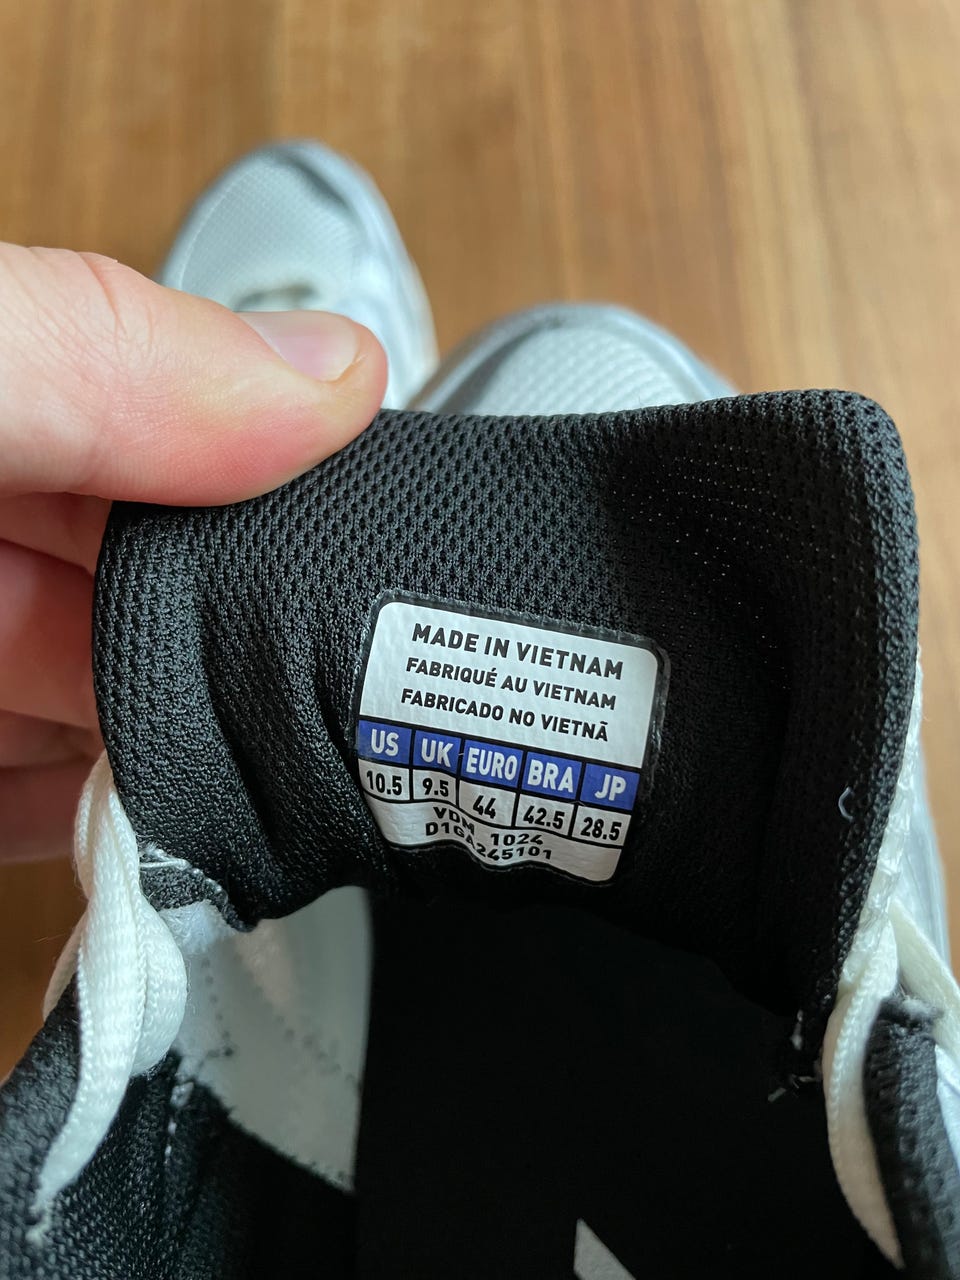 MADE IN VIETNAM
FABRIQUÉ AU VIETNAM
FABRICADO NO VIETNÃ
US UK EURO BRA JP
10.5 9.5 44 42.5 28.5
VDM 1024
D1GA245101